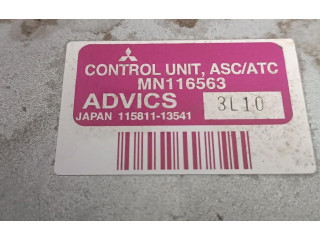 CONTROL UNIT, ASC/ATC
MN116563
ADVICS 3L10
JAPAN 115811-13541